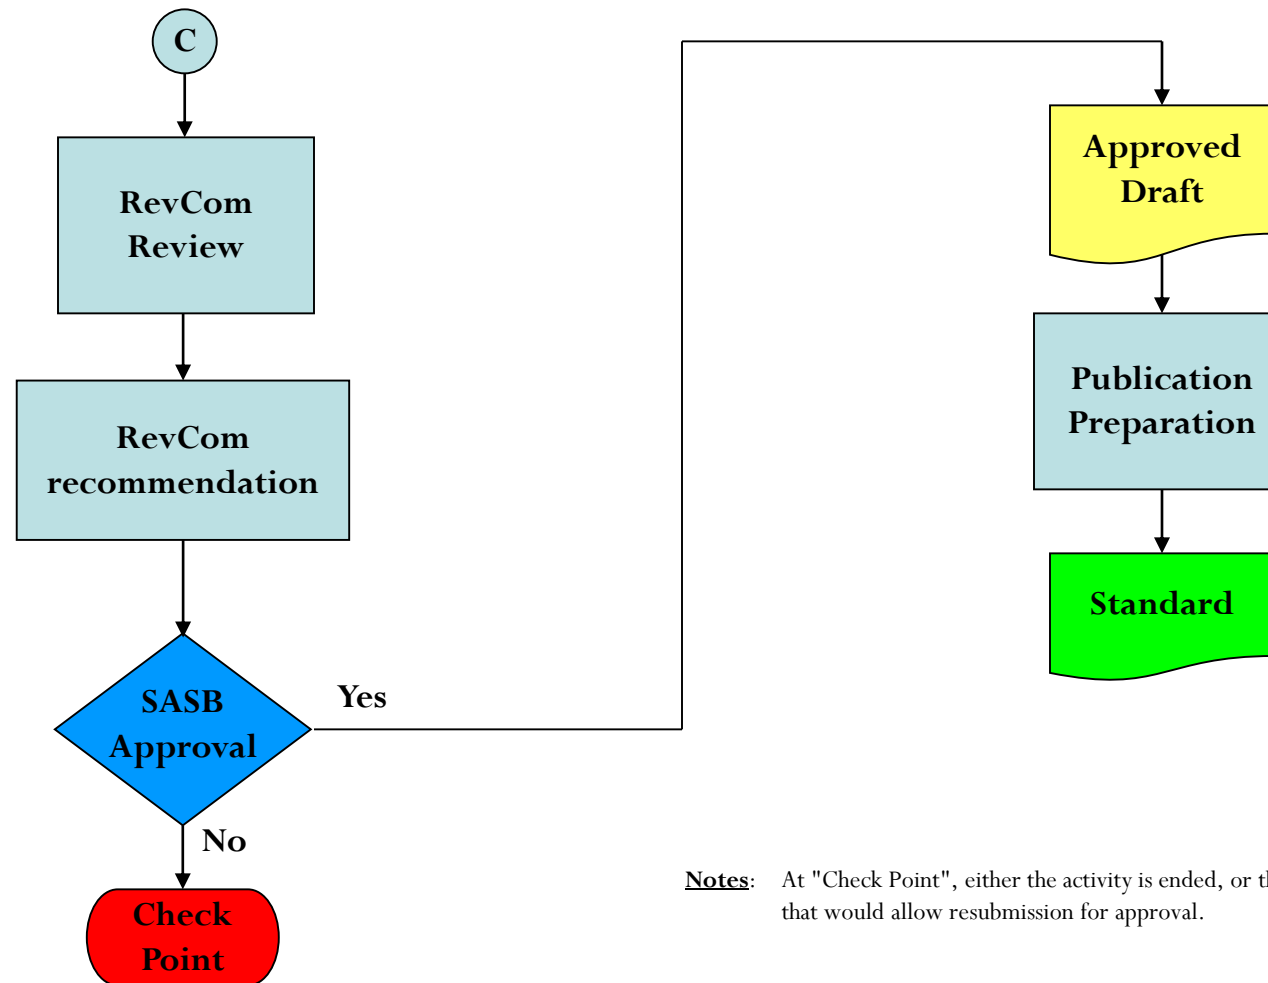 C
RevCom
Review
RevCom
recommendation
SASB
Approval
Yes
No
Check
Point
Approved
Draft
Publication
Preparation
Standard
Notes: At "Check Point", either the activity is ended, or
that would allow resubmission for approval.